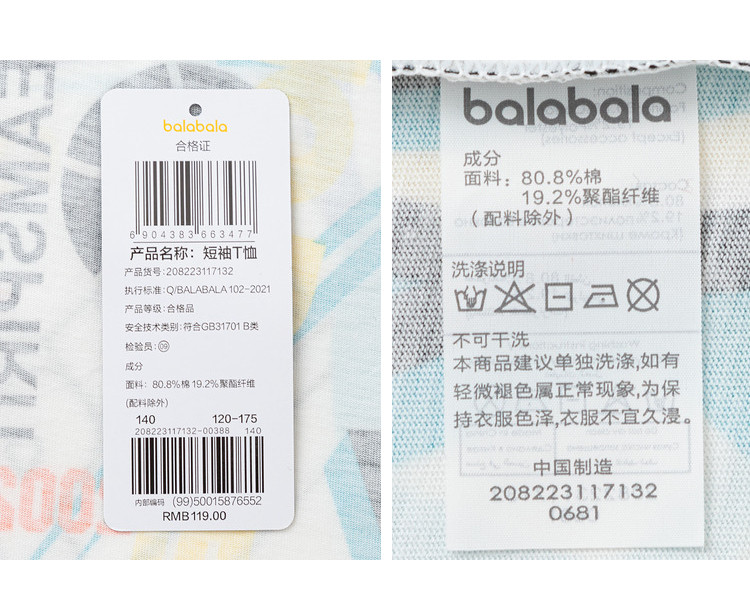 balabala
合格证
6 904383 663477
产品名称：短袖T恤
产品货号:208223117132
执行标准:Q/BALABALA 102-2021
产品等级:合格品
安全技术类别:符合GB31701 B类
检验员:09
成分
面料：80.8%棉 19.2%聚酯纤维
(配料除外)
140 120-175
208223117132-00388 140
内部编码 (99)50015876552
RMB119.00
balabala
成分
面料：80.8%棉
19.2%聚酯纤维
(配料除外)
洗涤说明
不可干洗
本商品建议单独洗涤,如有
轻微褪色属正常现象,为保
持衣服色泽,衣服不宜久浸。
中国制造
208223117132
0681